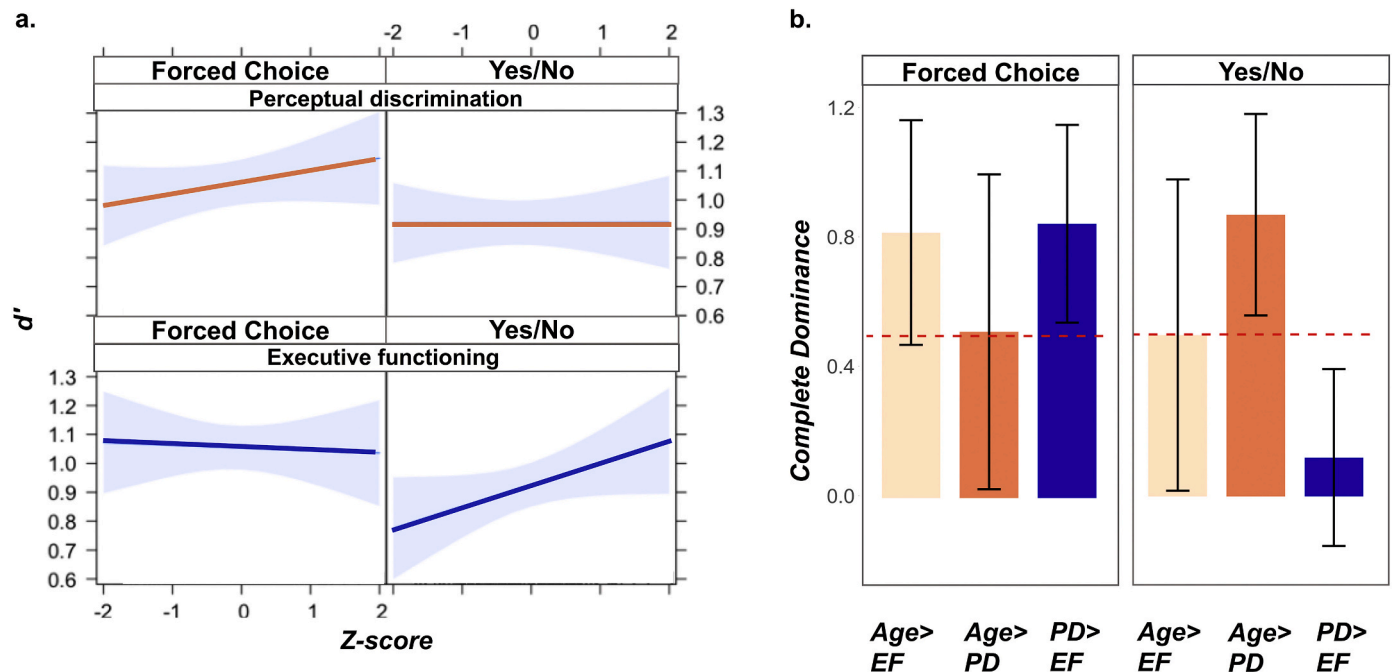 a.
-2 -1 0 1 2
Forced Choice Yes/No
Perceptual discrimination
1.3
1.2
1.1
1.0
0.9
0.8
0.7
0.6
d'
Forced Choice Yes/No
Executive functioning
1.3
1.2
1.1
1.0
0.9
0.8
0.7
0.6
-2 -1 0 1 2
Z-score
b.
Forced Choice Yes/No
1.2
0.8
0.4
0.0
Complete Dominance
Age> Age> PD> Age> Age> PD>
EF PD EF EF PD EF